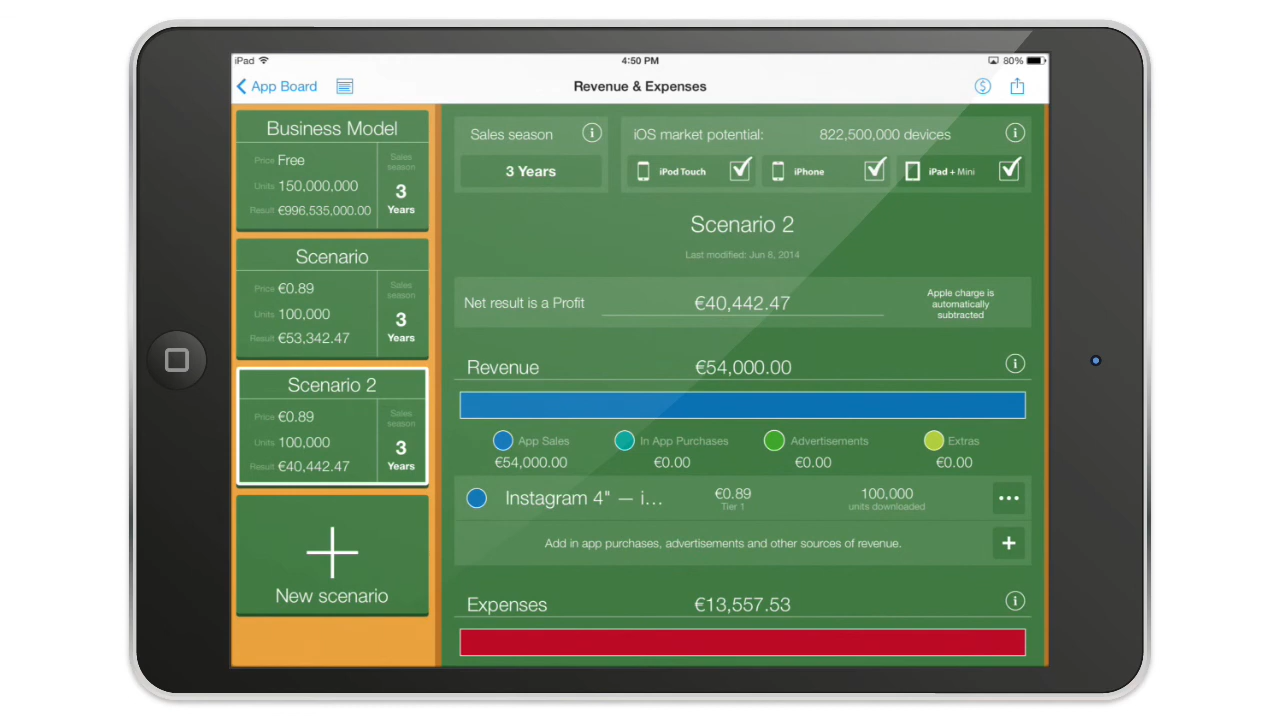 iPad 4:50 PM 80%
App Board Revenue & Expenses
Business Model
Price Free
Units 150,000,000
Result €996,535,000.00
Sales season
3
Years
Scenario
Price €0.89
Units 100,000
Result €53,342.47
Sales season
3
Years
Scenario 2
Price €0.89
Units 100,000
Result €40,442.47
Sales season
3
Years
New scenario
Sales season
3 Years
iOS market potential: 822,500,000 devices
iPod Touch iPhone iPad + Mini
Scenario 2
Last modified: Jun 8, 2014
Net result is a Profit €40,442.47
Apple charge is
automatically
subtracted
Revenue €54,000.00
App Sales In App Purchases Advertisements Extras
€54,000.00 €0.00 €0.00 €0.00
Instagram 4" — i... €0.89 100,000
Tier 1 units downloaded
Add in app purchases, advertisements and other sources of revenue.
Expenses €13,557.53